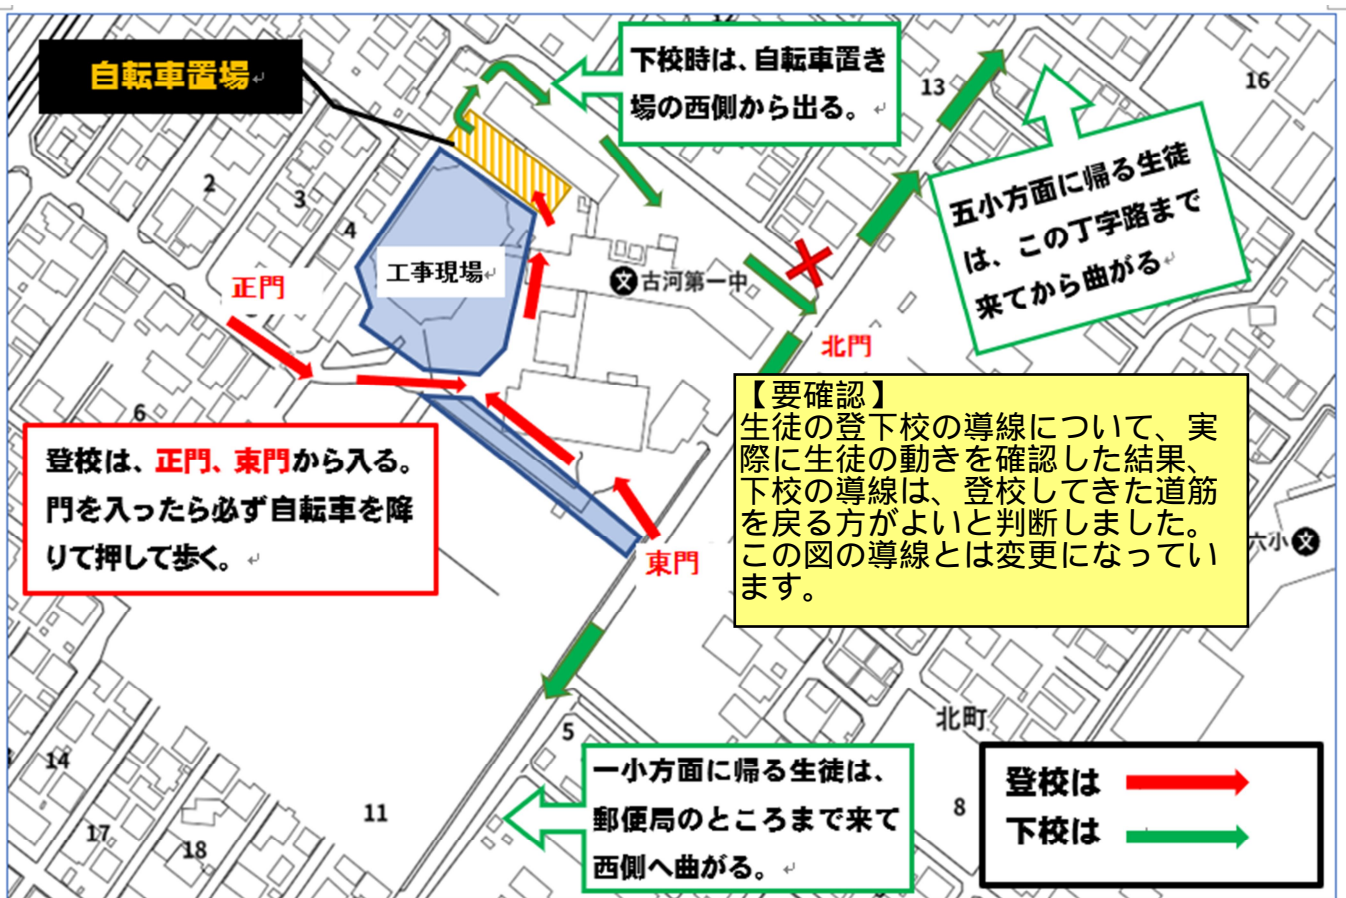 12
自転車置場
下校時は、自転車置き
場の西側から出る。
13
16
五小方面に帰る生徒
は、この丁字路まで
来てから曲がる
2
3
4
工事現場
正門
文
古河第一中
北門
6
登校は、正門、東門から入る。
門を入ったら必ず自転車を降
りて押して歩く。
【要確認】
生徒の登下校の導線について、実
際に生徒の動きを確認した結果、
下校の導線は、登校してきた道筋
を戻る方がよいと判断しました。
この図の導線とは変更になってい
ます。
六小
文
東門
北町
5
14
一小方面に帰る生徒は、
郵便局のところまで来て
西側へ曲がる。
登校は
下校は
8
11
17
18